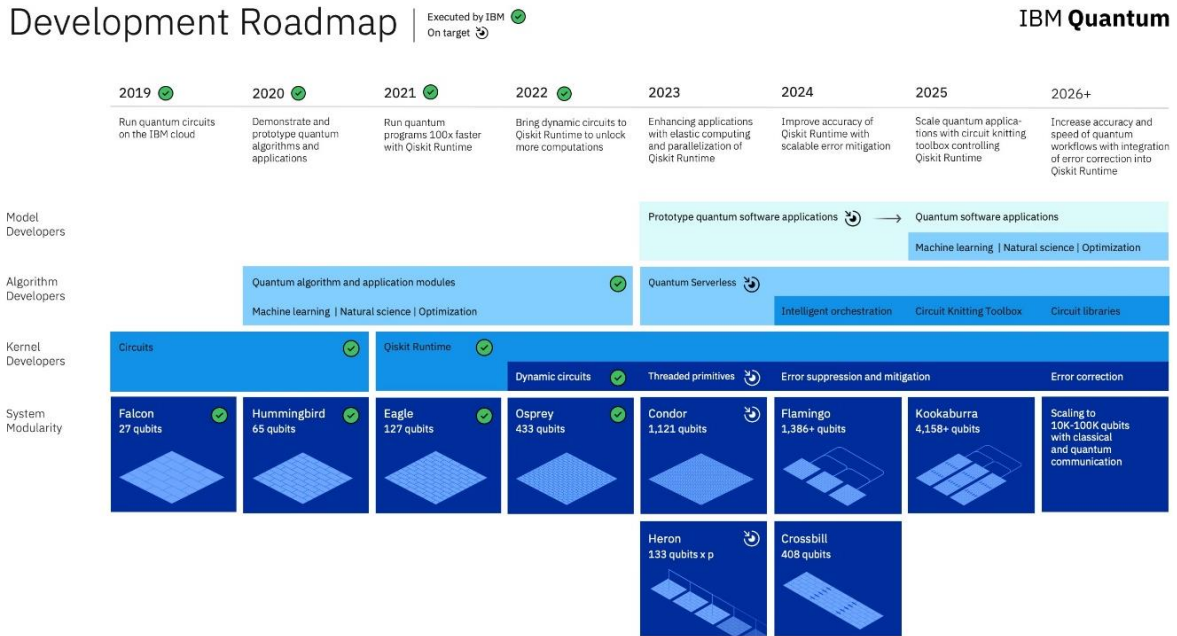 Development Roadmap
Executed by IBM
On target
IBM Quantum
2019
2020
2021
2022
2023
2024
2025
2026+
Run quantum circuits
on the IBM cloud
Demonstrate and
prototype quantum
algorithms and
applications
Run quantum
programs 100x faster
with Qiskit Runtime
Bring dynamic circuits to
Qiskit Runtime to unlock
more computations
Enhancing applications
with elastic computing
and parallelization of
Qiskit Runtime
Improve accuracy of
Qiskit Runtime with
scalable error mitigation
Scale quantum applica-
tions with circuit knitting
toolbox controlling
Qiskit Runtime
Increase accuracy and
speed of quantum
workflows with integration
of error correction into
Qiskit Runtime
Model
Developers
Prototype quantum software applications
Quantum software applications
Machine learning | Natural science | Optimization
Algorithm
Developers
Quantum algorithm and application modules
Machine learning | Natural science | Optimization
Quantum Serverless
Intelligent orchestration
Circuit Knitting Toolbox
Circuit libraries
Kernel
Developers
Circuits
Qiskit Runtime
Dynamic circuits
Threaded primitives
Error suppression and mitigation
Error correction
System
Modularity
Falcon
27 qubits
Hummingbird
65 qubits
Eagle
127 qubits
Osprey
433 qubits
Condor
1,121 qubits
Flamingo
1,386+ qubits
Kookaburra
4,158+ qubits
Scaling to
10K-100K qubits
with classical
and quantum
communication
Heron
133 qubits x p
Crossbill
408 qubits